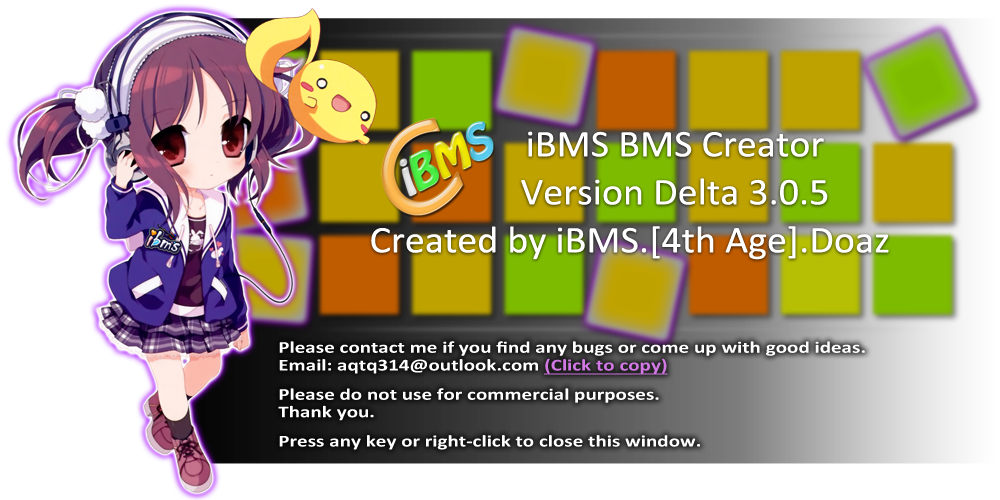 iBMS
iBMS BMS Creator
Version Delta 3.0.5
Created by iBMS.[4th Age].Doaz
ibms
Please contact me if you find any bugs or come up with good ideas.
Email: aqtq314@outlook.com (Click to copy)
Please do not use for commercial purposes.
Thank you.
Press any key or right-click to close this window.